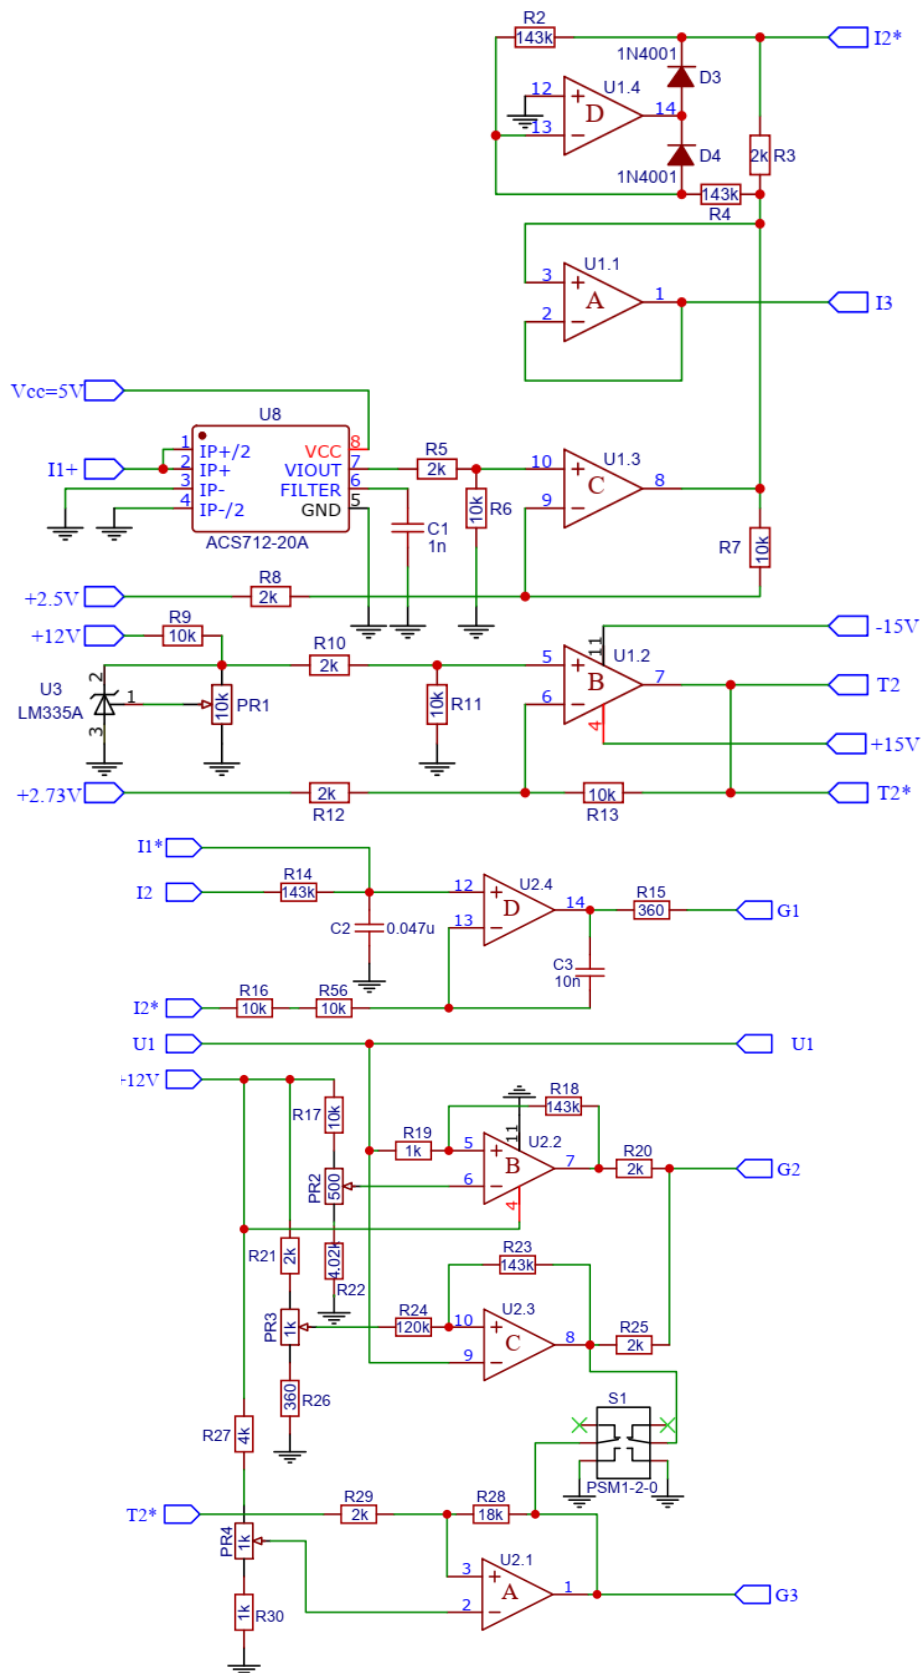 R2
143k
I2*
1N4001
D3
12
+
U1.4
D
14
13
−
D4
2k
R3
1N4001
143k
R4
U1.1
3
+
A
1
I3
2
−
Vcc=5V
U8
1
IP+/2
VCC
8
I1+
2
IP+
VIOUT
7
R5
2k
10
+
U1.3
3
IP-
FILTER
6
C
8
4
IP-/2
GND
5
10k
R6
9
−
ACS712-20A
C1
1n
R7
10k
+2.5V
R8
2k
+12V
R9
10k
-15V
11
R10
2k
5
+
U1.2
U3
LM335A
2
1
3
10k
PR1
10k
R11
B
7
T2
6
−
4
+15V
+2.73V
2k
R12
10k
R13
T2*
I1*
I2
R14
143k
12
+
U2.4
D
14
R15
360
G1
C2
0.047u
13
−
C3
10n
I2*
R16
10k
R56
10k
U1
U1
+12V
R18
143k
R17
10k
11
R19
1k
5
+
U2.2
B
7
R20
2k
G2
PR2
500
6
−
4
R21
2k
4.02k
R22
R23
143k
PR3
1k
R24
120k
10
+
U2.3
C
8
R25
2k
9
−
360
R26
S1
R27
4k
PSM1-2-0
T2*
R29
2k
R28
18k
PR4
1k
U2.1
3
+
A
1
G3
2
−
1k
R30